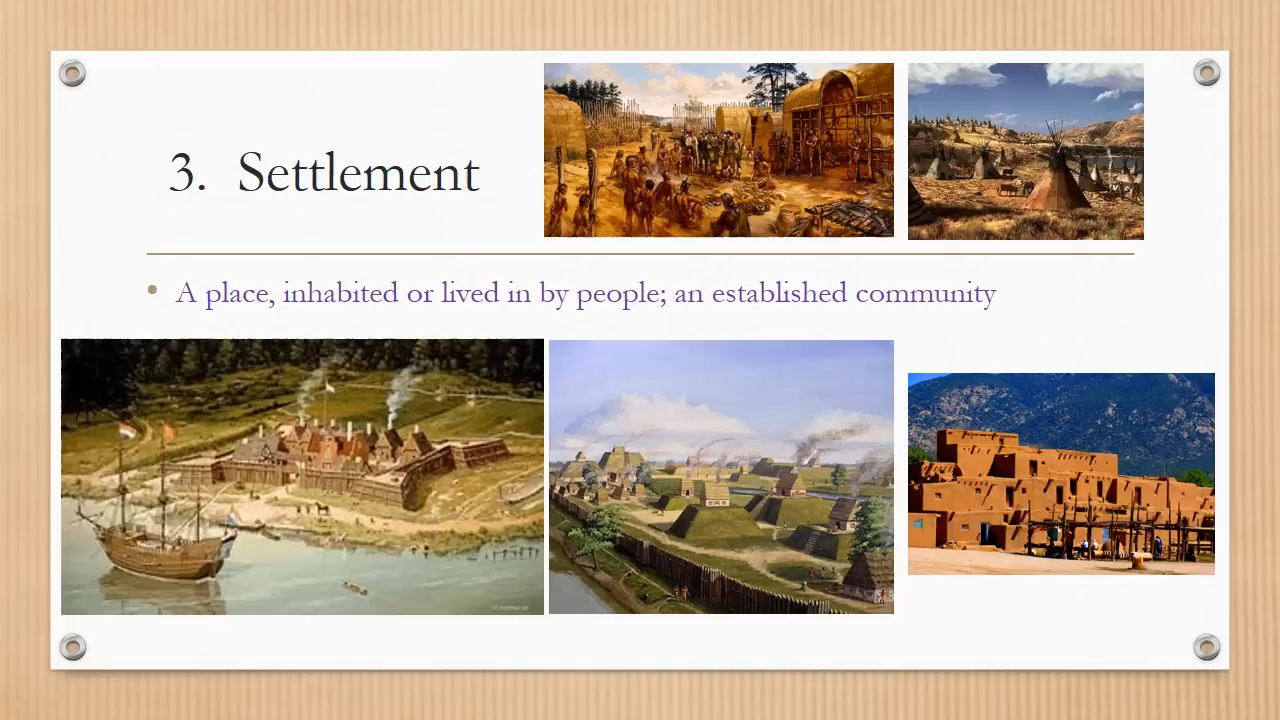 3. Settlement
A place, inhabited or lived in by people; an established community